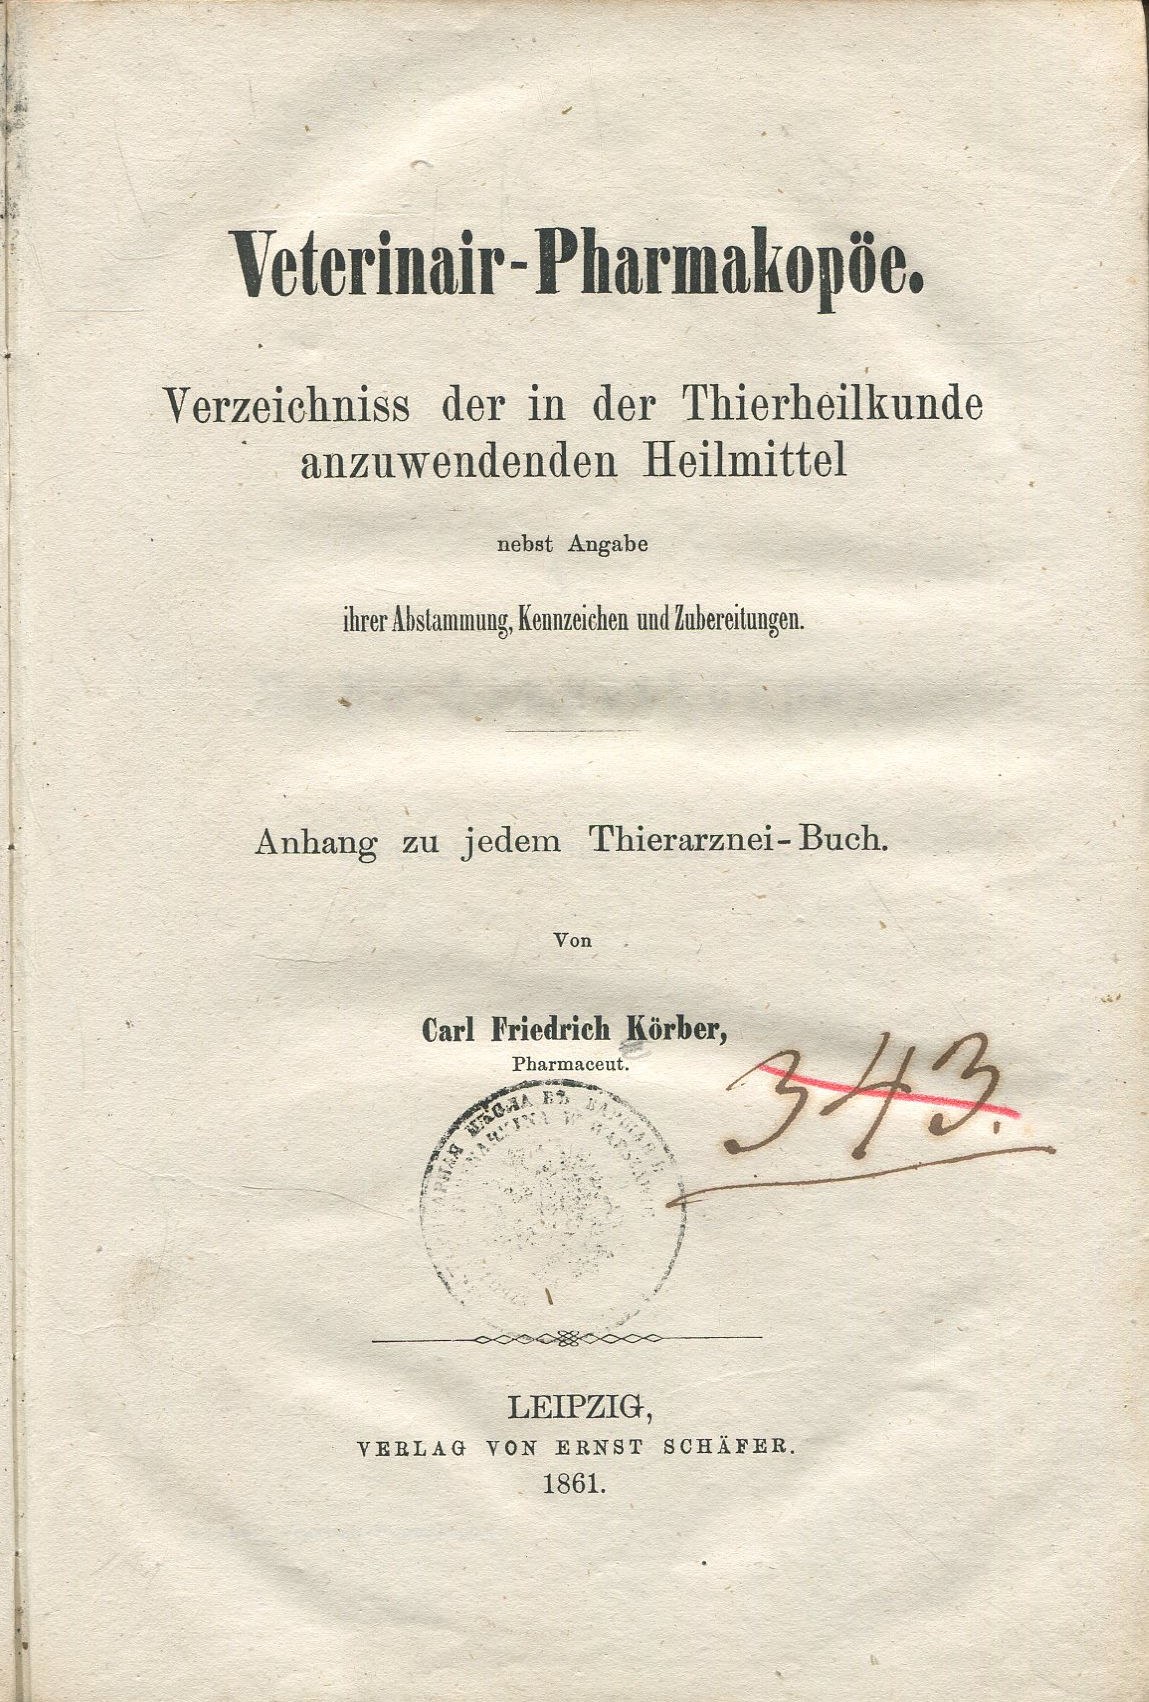 Veterinair-Pharmakopöe.
Verzeichniss der in der Thierheilkunde
anzuwendenden Heilmittel
nebst Angabe
ihrer Abstammung, Kennzeichen und Zubereitungen.
Anhang zu jedem Thierarznei-Buch.
Von
Carl Friedrich Körber,
Pharmaceut.
343.
LEIPZIG,
VERLAG VON ERNST SCHÄFER.
1861.